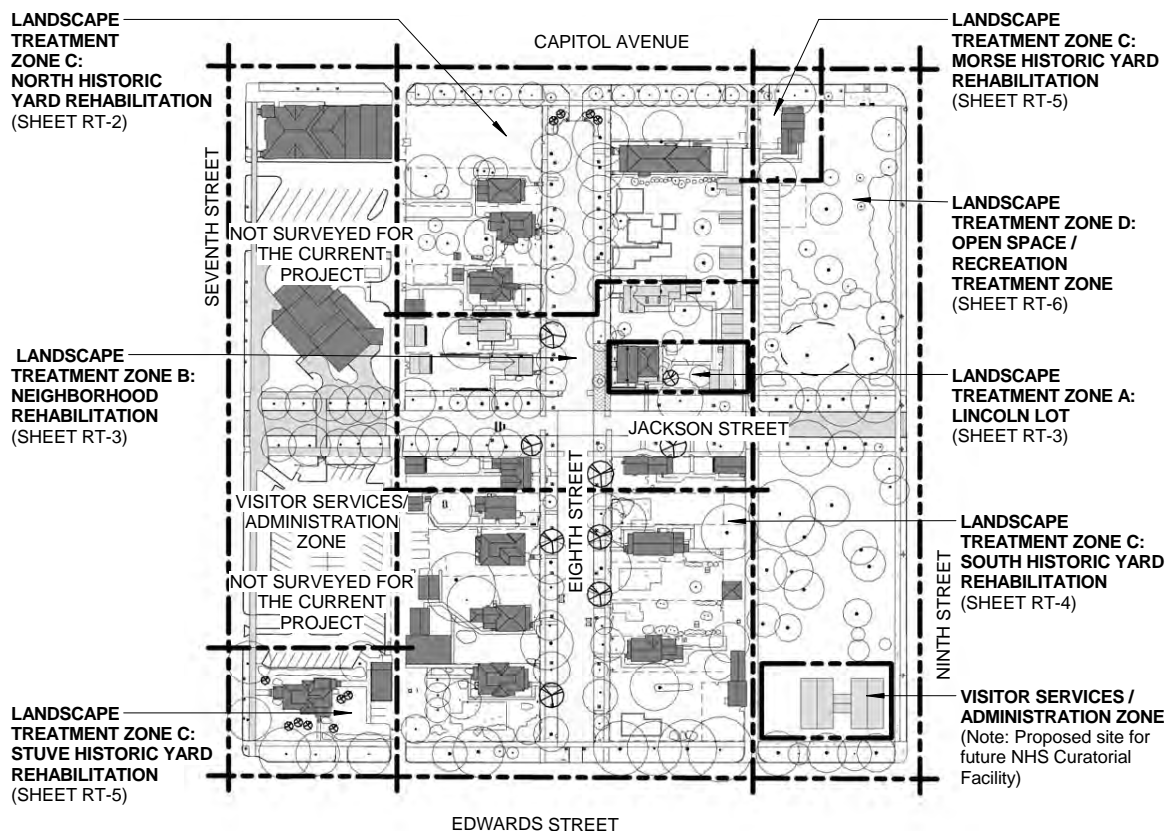 LANDSCAPE
TREATMENT
ZONE C:
NORTH HISTORIC
YARD REHABILITATION
(SHEET RT-2)
CAPITOL AVENUE
LANDSCAPE
TREATMENT ZONE C:
MORSE HISTORIC YARD
REHABILITATION
(SHEET RT-5)
SEVENTH STREET
NOT SURVEYED FOR
THE CURRENT
PROJECT
LANDSCAPE
TREATMENT ZONE D:
OPEN SPACE /
RECREATION
TREATMENT ZONE
(SHEET RT-6)
LANDSCAPE
TREATMENT ZONE B:
NEIGHBORHOOD
REHABILITATION
(SHEET RT-3)
LANDSCAPE
TREATMENT ZONE A:
LINCOLN LOT
(SHEET RT-3)
JACKSON STREET
VISITOR SERVICES/
ADMINISTRATION
ZONE
NOT SURVEYED FOR
THE CURRENT
PROJECT
EIGHTH STREET
LANDSCAPE
TREATMENT ZONE C:
SOUTH HISTORIC YARD
REHABILITATION
(SHEET RT-4)
NINTH STREET
LANDSCAPE
TREATMENT ZONE C:
STUVE HISTORIC YARD
REHABILITATION
(SHEET RT-5)
VISITOR SERVICES /
ADMINISTRATION ZONE
(Note: Proposed site for
future NHS Curatorial
Facility)
EDWARDS STREET